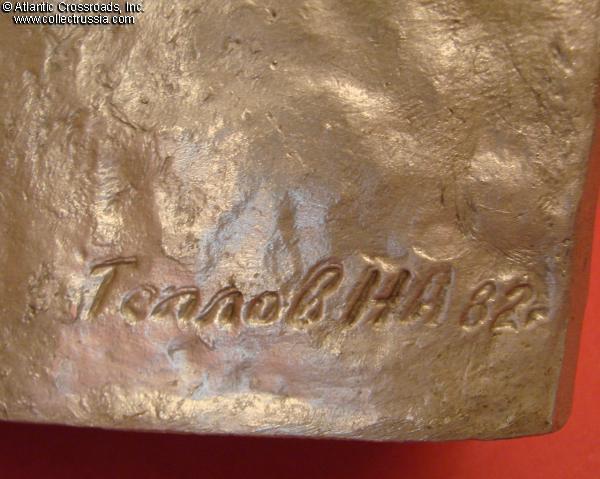 © Atlantic Crossroads, Inc.
www.collectrussia.com
Теплов НА 82г